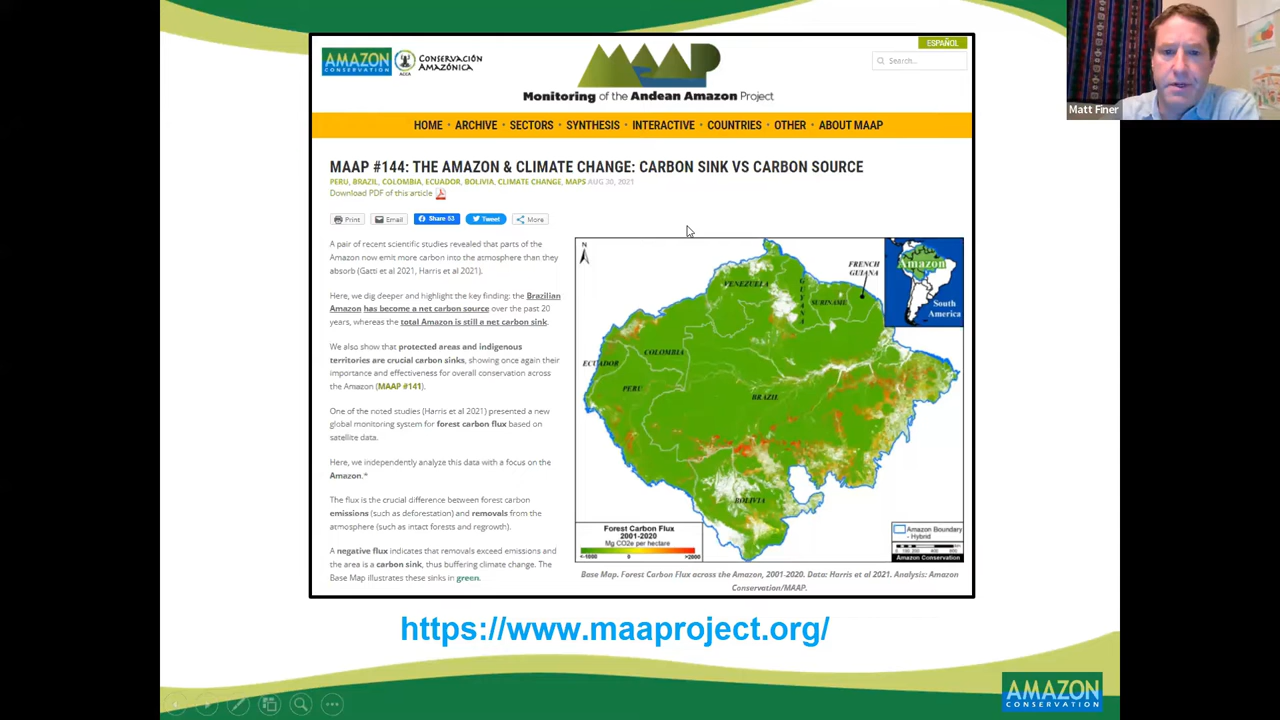 Matt Finer
AMAZON
CONSERVATION
ACCA
CONSERVACIÓN
AMAZÓNICA
MAAP
Monitoring of the Andean Amazon Project
ESPAÑOL
Search...
HOME • ARCHIVE • SECTORS • SYNTHESIS • INTERACTIVE • COUNTRIES • OTHER • ABOUT MAAP
MAAP #144: THE AMAZON & CLIMATE CHANGE: CARBON SINK VS CARBON SOURCE
PERU, BRAZIL, COLOMBIA, ECUADOR, BOLIVIA, CLIMATE CHANGE, MAPS AUG 30, 2021
Download PDF of this article
Print Email Share 53 Tweet More
A pair of recent scientific studies revealed that parts of the
Amazon now emit more carbon into the atmosphere than they
absorb (Gatti et al 2021, Harris et al 2021).
Here, we dig deeper and highlight the key finding: the Brazilian
Amazon has become a net carbon source over the past 20
years, whereas the total Amazon is still a net carbon sink.
We also show that protected areas and indigenous
territories are crucial carbon sinks, showing once again their
importance and effectiveness for overall conservation across
the Amazon (MAAP #141).
One of the noted studies (Harris et al 2021) presented a new
global monitoring system for forest carbon flux based on
satellite data.
Here, we independently analyze this data with a focus on the
Amazon.*
The flux is the crucial difference between forest carbon
emissions (such as deforestation) and removals from the
atmosphere (such as intact forests and regrowth).
A negative flux indicates that removals exceed emissions and
the area is a carbon sink, thus buffering climate change. The
Base Map illustrates these sinks in green.
N
VENEZUELA
GUYANA
SURINAME
FRENCH
GUIANA
COLOMBIA
ECUADOR
PERU
BRAZIL
BOLIVIA
Amazon
South
America
Forest Carbon Flux
2001-2020
Mg CO2e per hectare
<-1000 0 >2000
Amazon Boundary
- Hybrid
Amazon Conservation
Base Map. Forest Carbon Flux across the Amazon, 2001-2020. Data: Harris et al 2021. Analysis: Amazon
Conservation/MAAP.
https://www.maaproject.org/
AMAZON
CONSERVATION